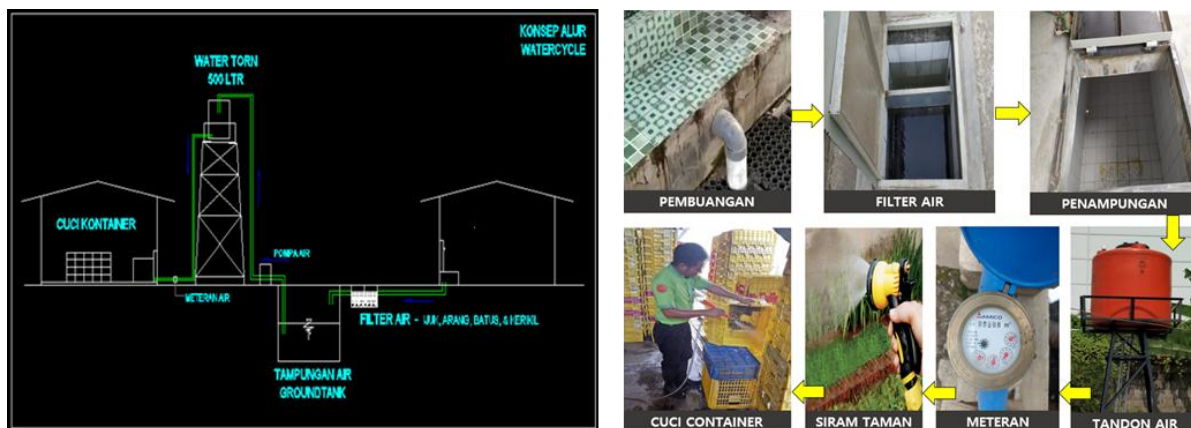 KONSEP ALUR
WATERCYCLE
WATER TORN
500 LTR
CUCI KONTAINER
POMPA AIR
METERAN AIR
FILTER AIR - IJUK, ARANG, BATUS, & KERIKIL
TAMPUNGAN AIR
GROUNDTANK
PEMBUANGAN
FILTER AIR
PENAMPUNGAN
CUCI CONTAINER
SIRAM TAMAN
METERAN
TANDON AIR